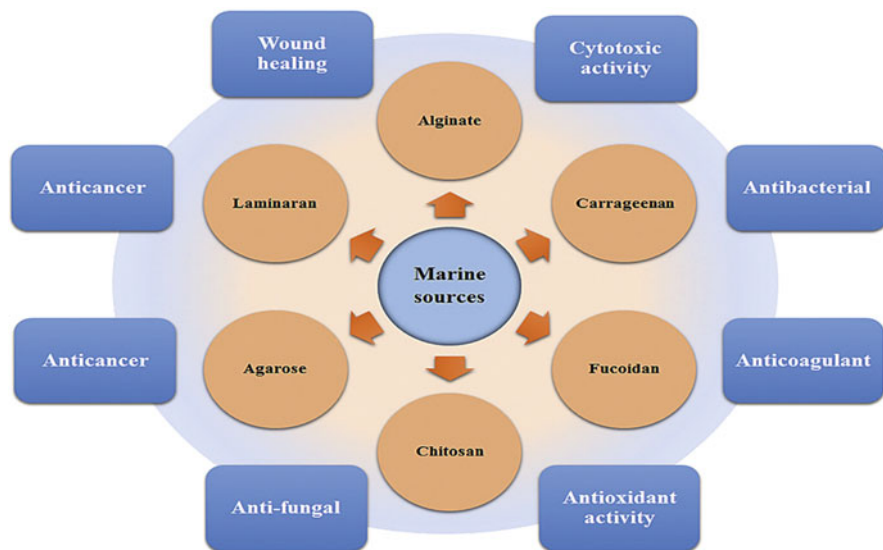 Wound
healing
Cytotoxic
activity
Alginate
Anticancer
Laminaran
Carrageenan
Antibacterial
Marine
sources
Anticancer
Agarose
Fucoidan
Anticoagulant
Chitosan
Anti-fungal
Antioxidant
activity